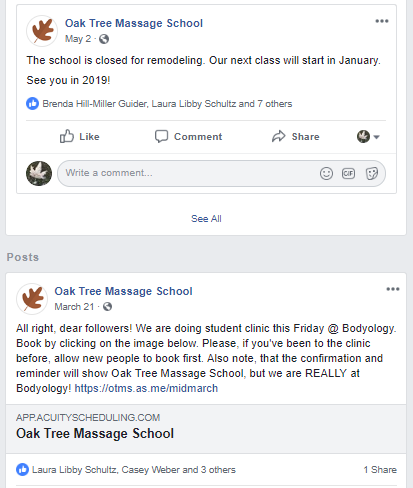 Oak Tree Massage School
May 2 ·
The school is closed for remodeling. Our next class will start in January.
See you in 2019!
Brenda Hill-Miller Guider, Laura Libby Schultz and 7 others
Like Comment Share
Write a comment... GIF
See All
Posts
Oak Tree Massage School
March 21 ·
All right, dear followers! We are doing student clinic this Friday @ Bodyology.
Book by clicking on the image below. Please, if you've been to the clinic
before, allow new people to book first. Also note, that the confirmation and
reminder will show Oak Tree Massage School, but we are REALLY at
Bodyology! https://otms.as.me/midmarch
APP.ACUITYSCHEDULING.COM
Oak Tree Massage School
Laura Libby Schultz, Casey Weber and 3 others 1 Share